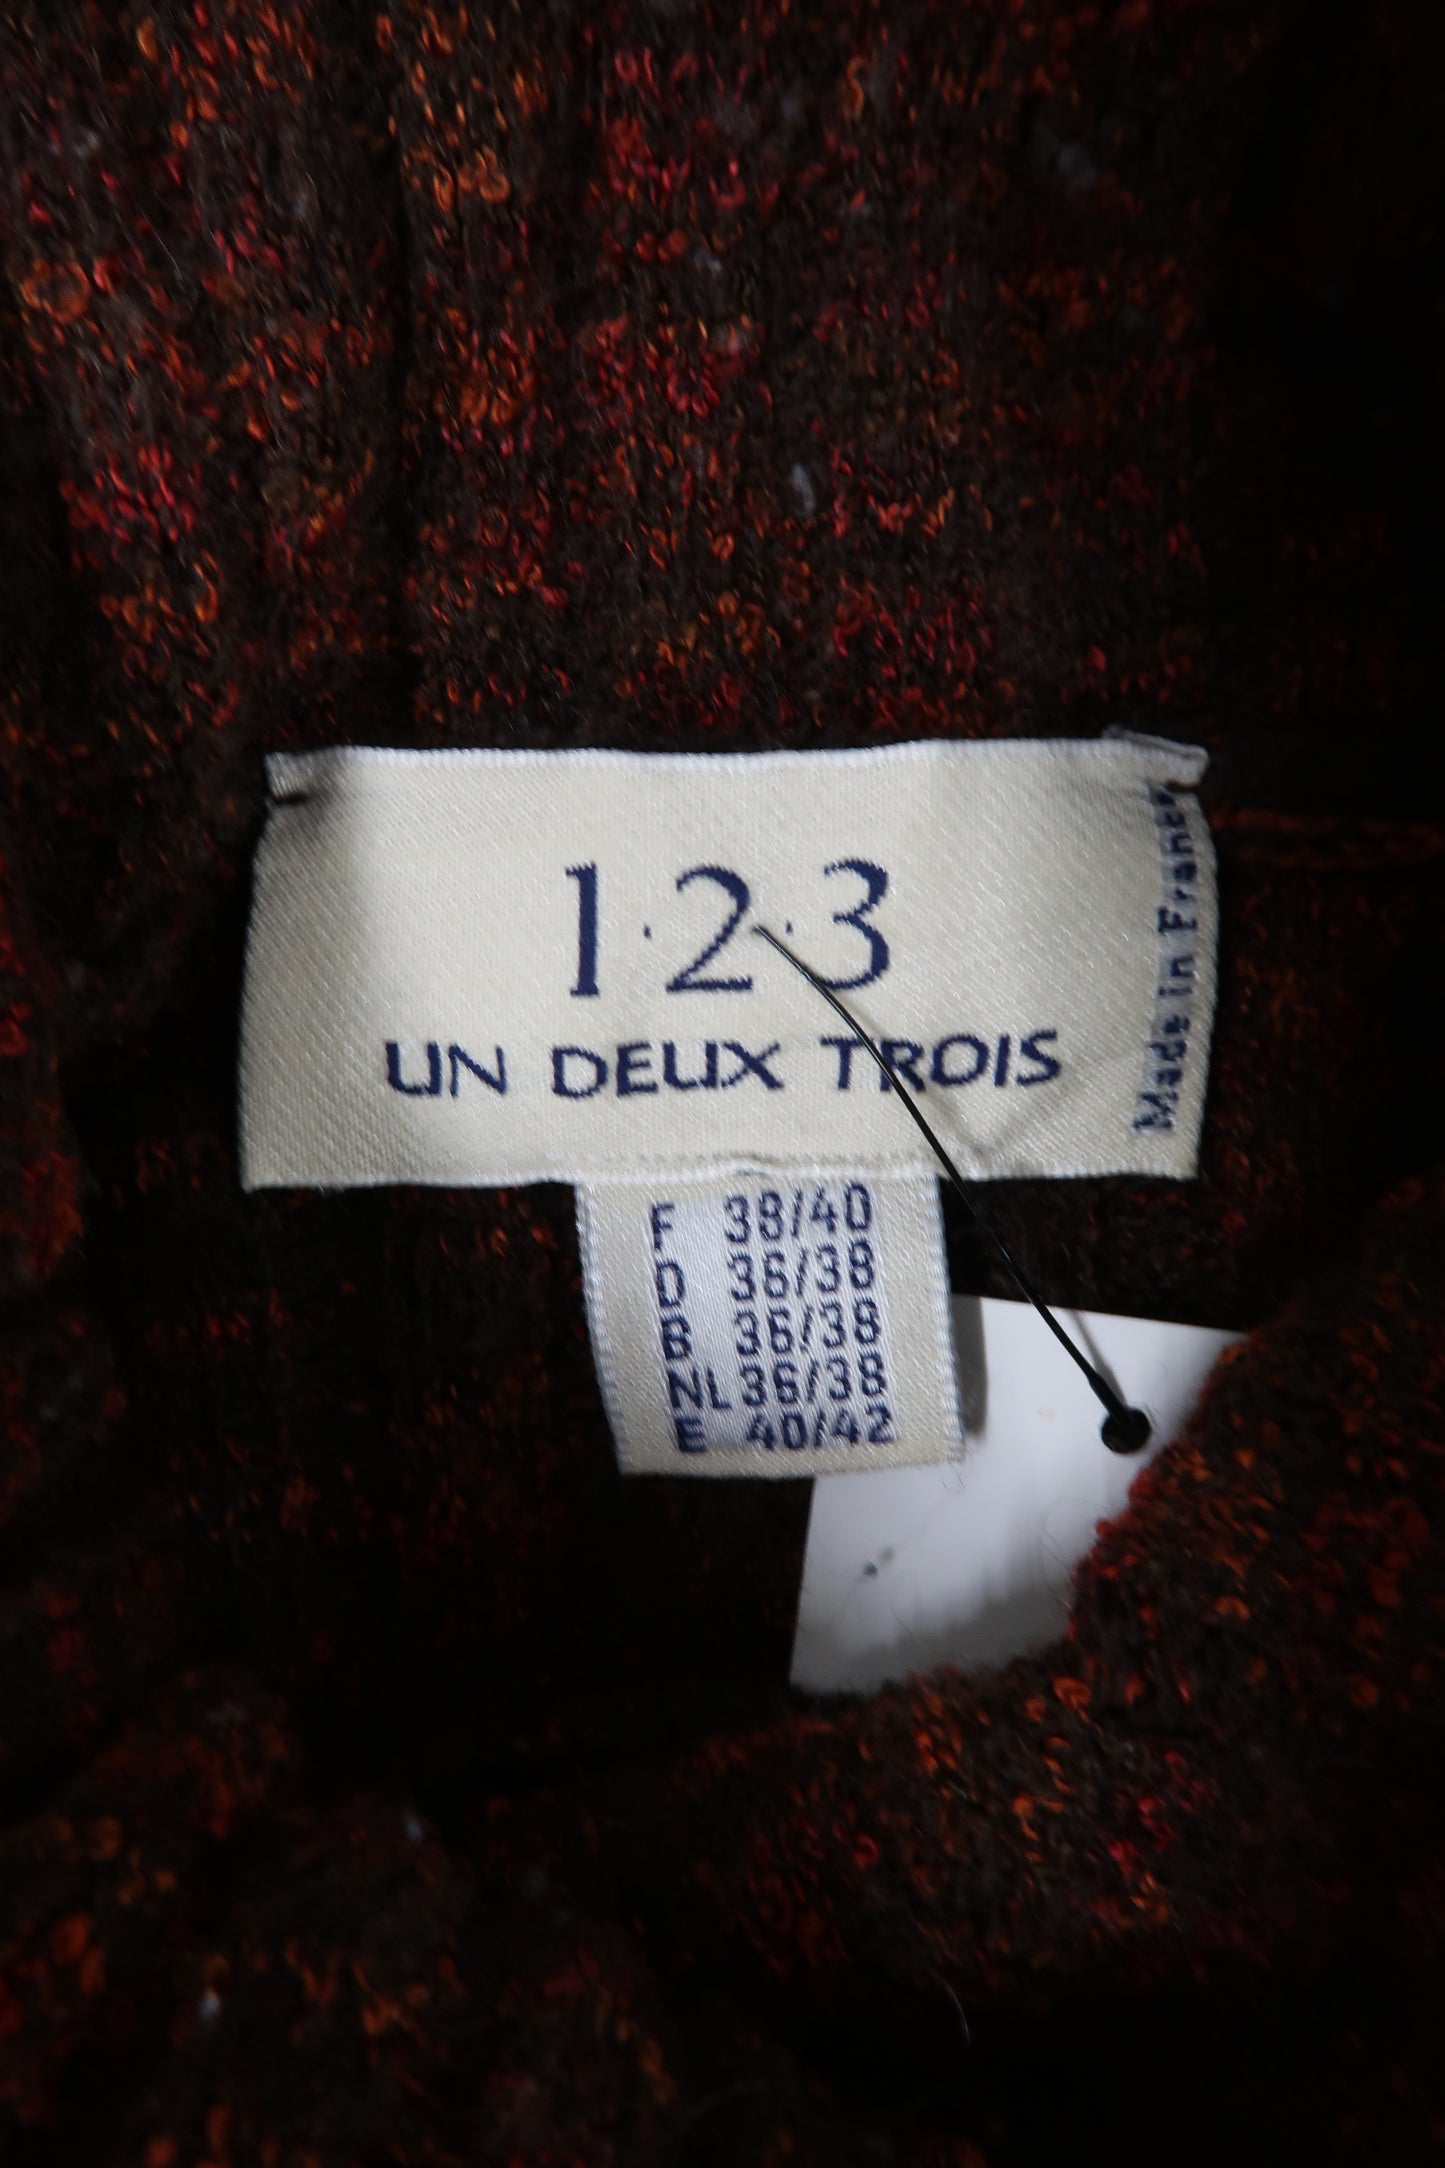 1·2·3
UN DEUX TROIS
Made in France
F 38/40
D 36/38
B 36/38
NL 36/38
E 40/42